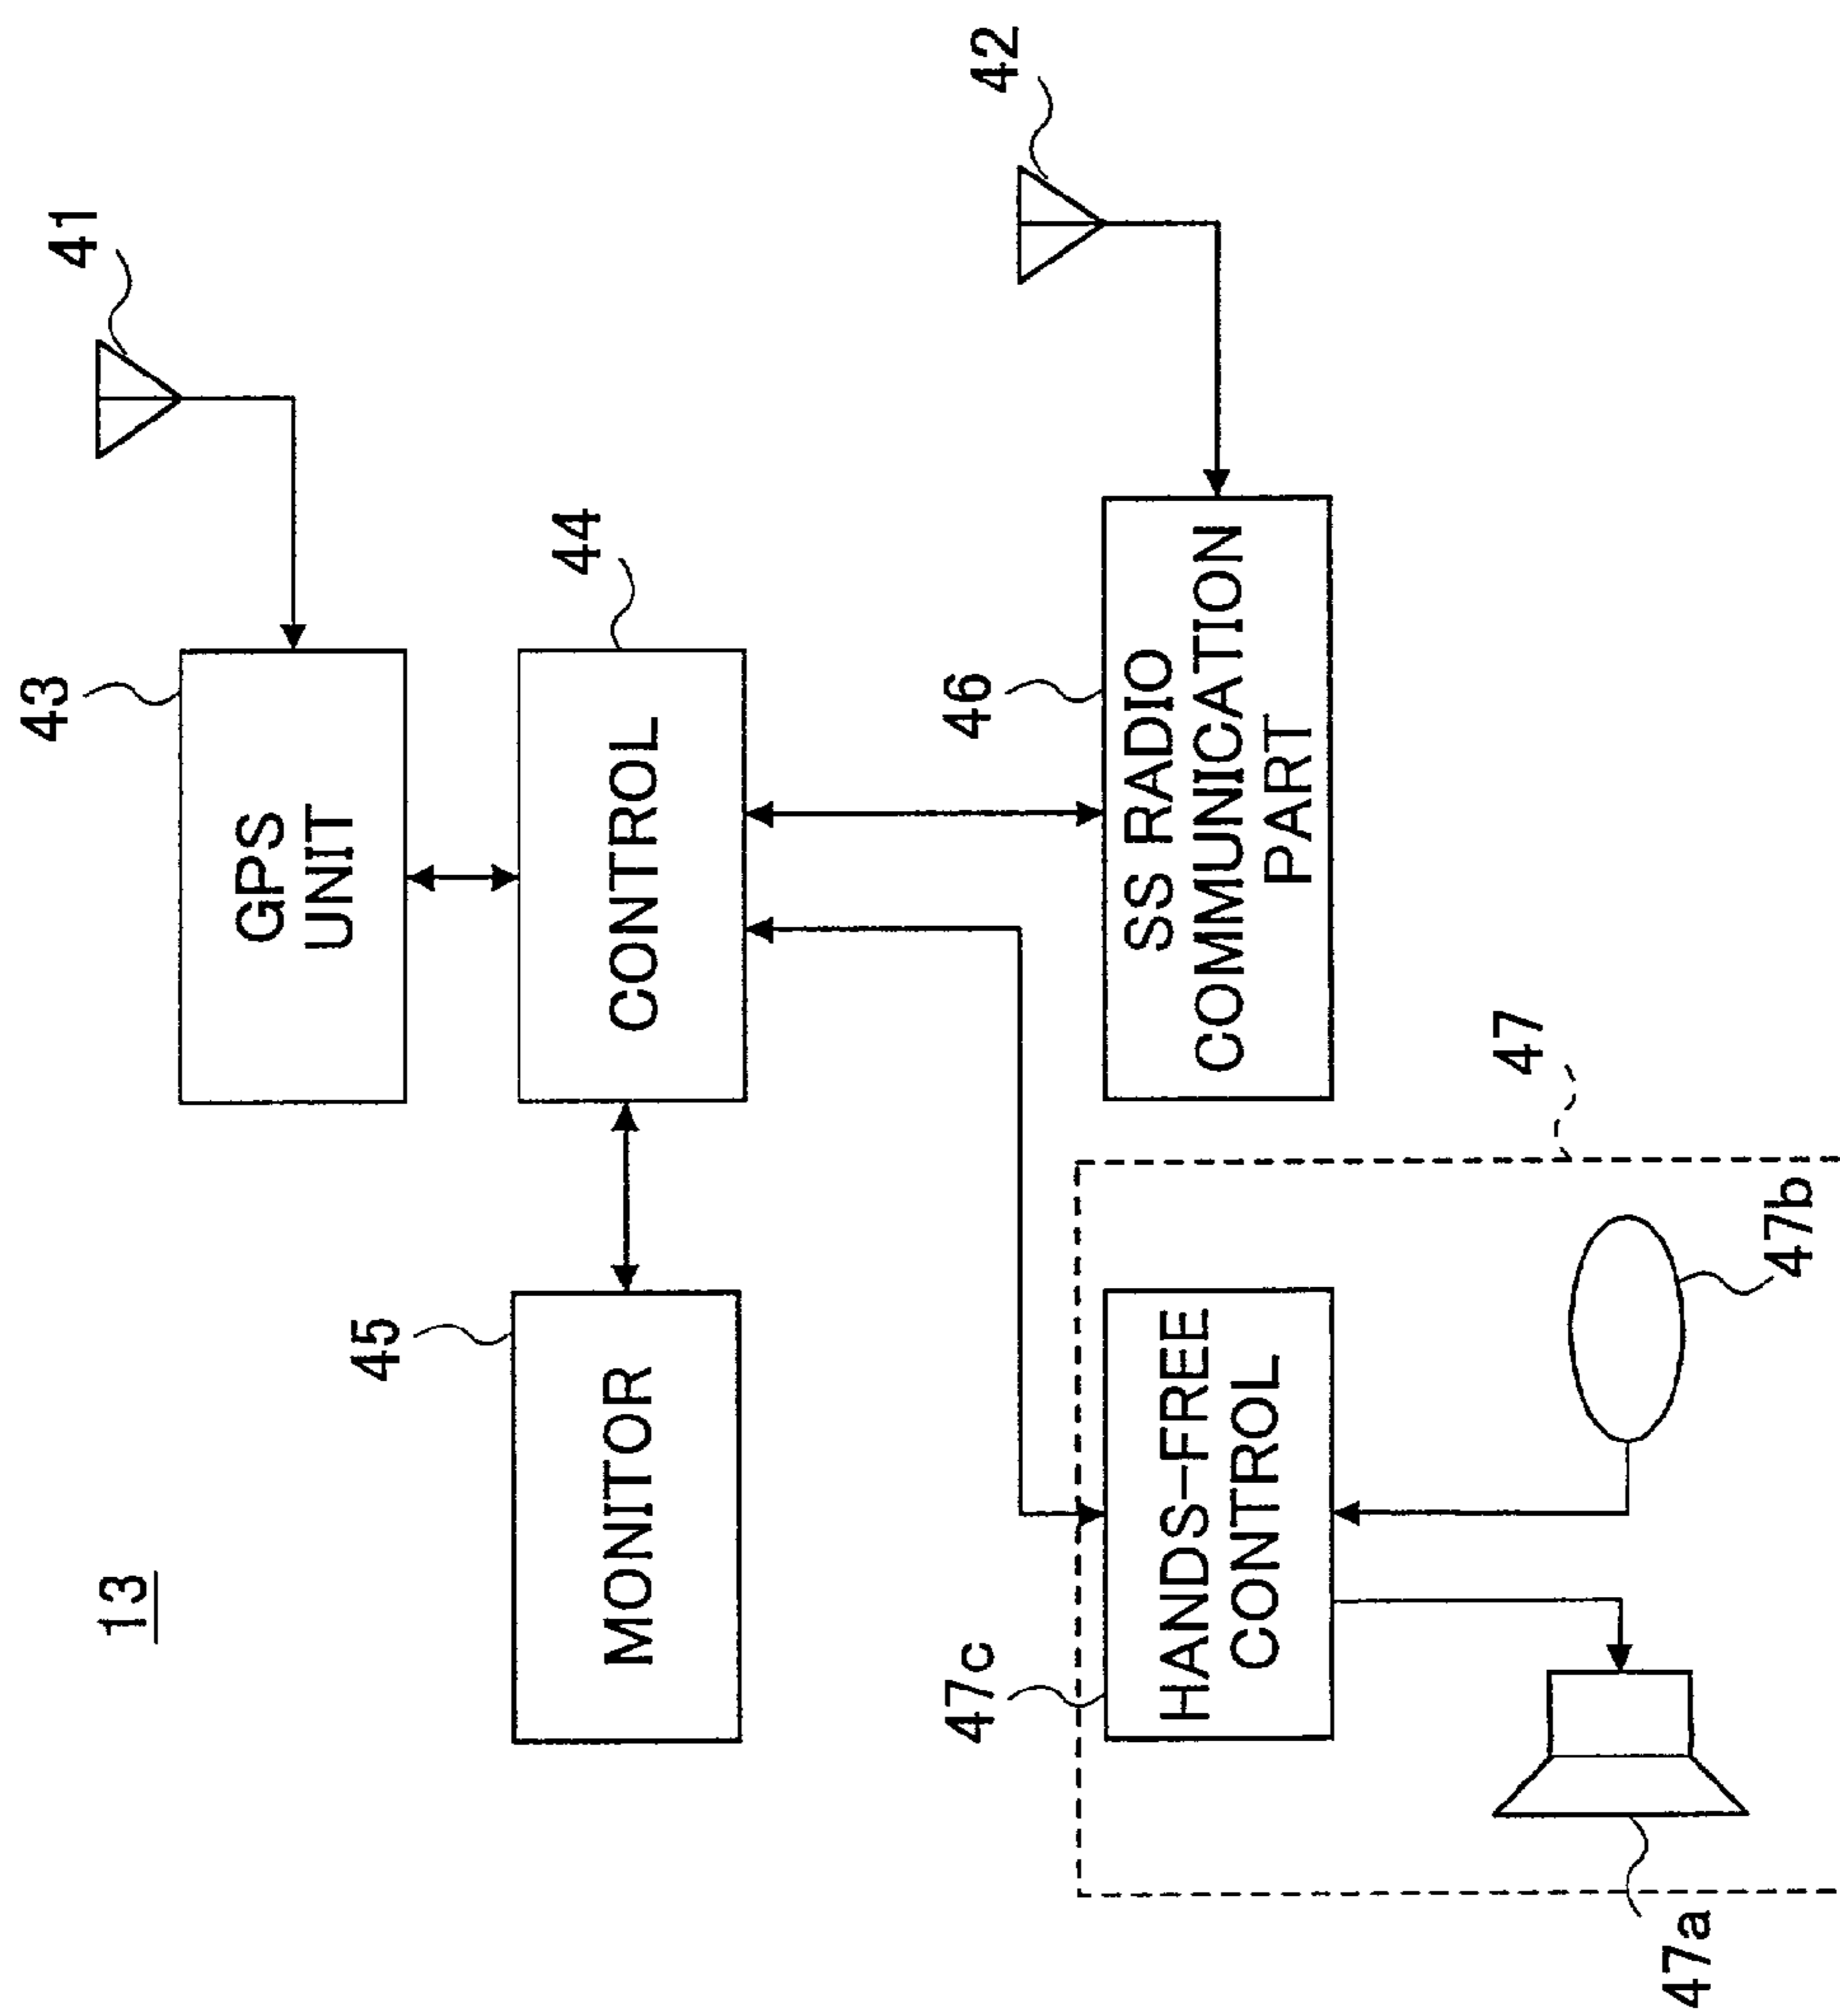 13
43
41
GPS
UNIT
45
44
MONITOR
CONTROL
47c
46
42
HANDS-FREE
CONTROL
SS RADIO
COMMUNICATION
PART
47
47a
47b